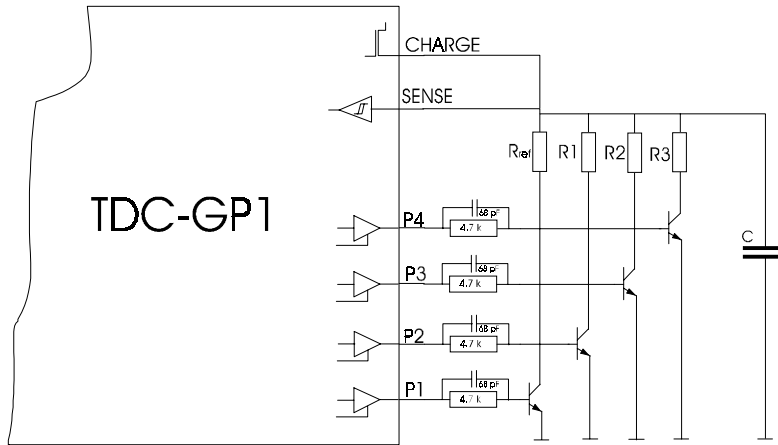 CHARGE
SENSE
Rref R1 R2 R3
TDC-GP1
P4 68 pF
4.7 k
C
P3 68 pF
4.7 k
P2 68 pF
4.7 k
P1 68 pF
4.7 k